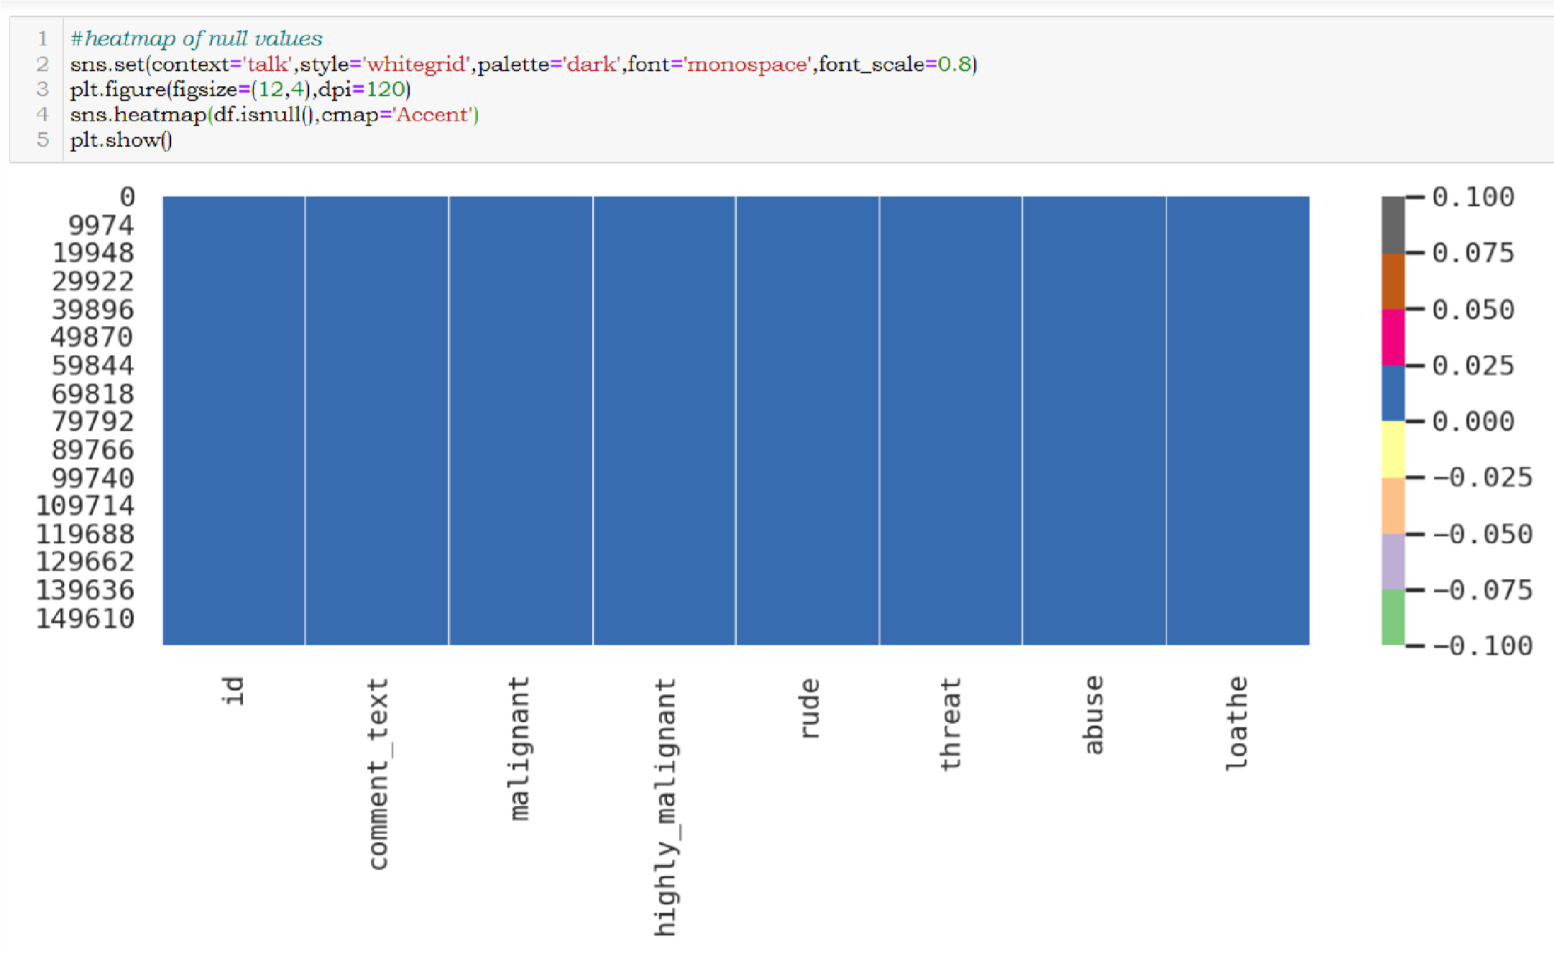 1 #heatmap of null values
2 sns.set(context='talk',style='whitegrid',palette='dark',font='monospace',font_scale=0.8)
3 plt.figure(figsize=(12,4),dpi=120)
4 sns.heatmap(df.isnull(),cmap='Accent')
5 plt.show()
0
9974
19948
29922
39896
49870
59844
69818
79792
89766
99740
109714
119688
129662
139636
149610
id
comment_text
malignant
highly_malignant
rude
threat
abuse
loathe
0.100
0.075
0.050
0.025
0.000
−0.025
−0.050
−0.075
−0.100